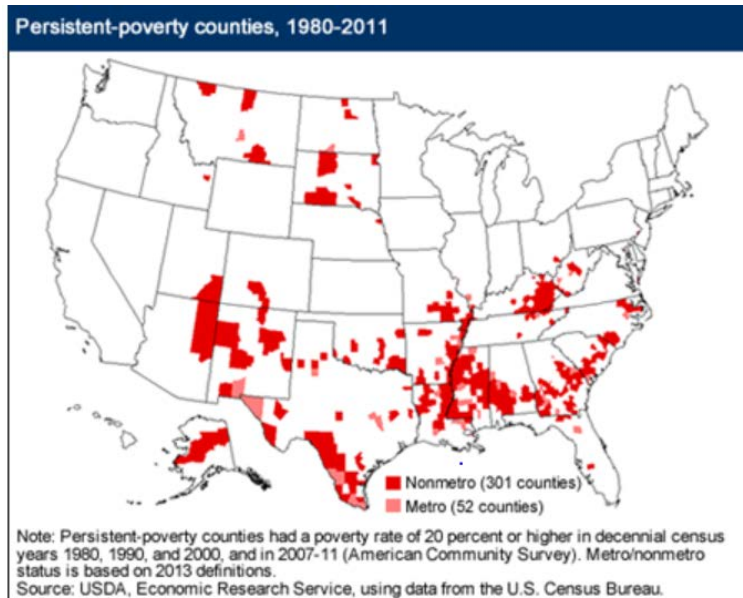 Persistent-poverty counties, 1980-2011
Nonmetro (301 counties)
Metro (52 counties)
Note: Persistent-poverty counties had a poverty rate of 20 percent or higher in decennial census
years 1980, 1990, and 2000, and in 2007-11 (American Community Survey). Metro/nonmetro
status is based on 2013 definitions.
Source: USDA, Economic Research Service, using data from the U.S. Census Bureau.